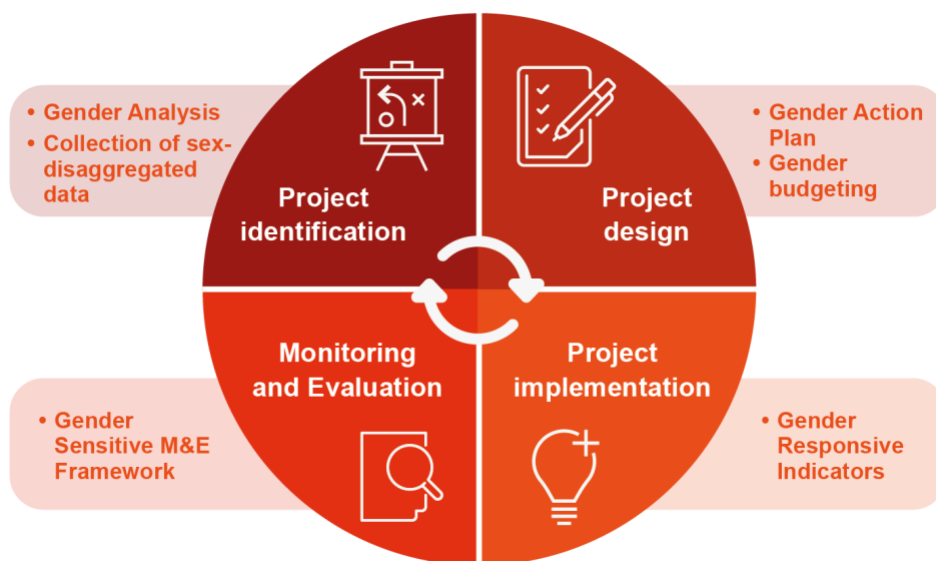 • Gender Analysis
• Collection of sex-
disaggregated
data
Project
identification
Project
design
• Gender Action
Plan
• Gender
budgeting
Monitoring
and Evaluation
Project
implementation
• Gender
Sensitive M&E
Framework
• Gender
Responsive
Indicators